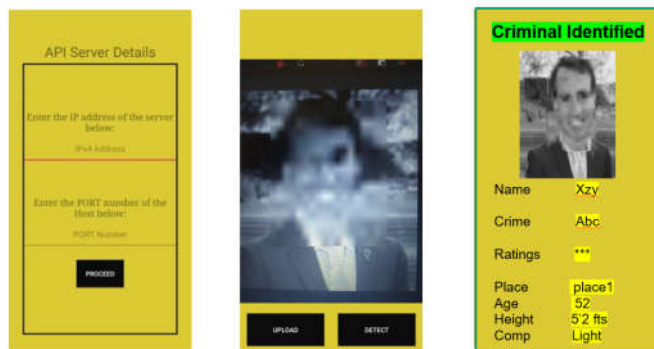 API Server Details
Enter the IP address of the server
below:
IPv4 Address
Enter the PORT number of the
Host below:
PORT Number
PROCEED
UPLOAD
DETECT
Criminal Identified
Name Xzy
Crime Abc
Ratings ***
Place place1
Age 52
Height 5'2 fts
Comp Light